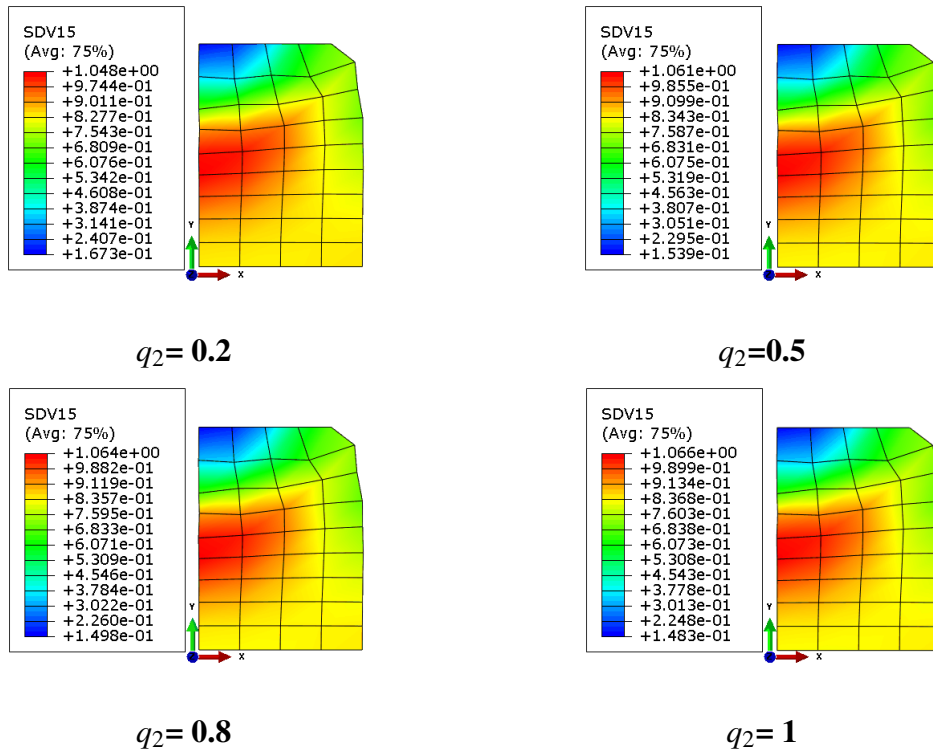 SDV15
(Avg: 75%)
+1.048e+00
+9.744e-01
+9.011e-01
+8.277e-01
+7.543e-01
+6.809e-01
+6.076e-01
+5.342e-01
+4.608e-01
+3.874e-01
+3.141e-01
+2.407e-01
+1.673e-01
Y
X
q2= 0.2
SDV15
(Avg: 75%)
+1.061e+00
+9.855e-01
+9.099e-01
+8.343e-01
+7.587e-01
+6.831e-01
+6.075e-01
+5.319e-01
+4.563e-01
+3.807e-01
+3.051e-01
+2.295e-01
+1.539e-01
Y
X
q2=0.5
SDV15
(Avg: 75%)
+1.064e+00
+9.882e-01
+9.119e-01
+8.357e-01
+7.595e-01
+6.833e-01
+6.071e-01
+5.309e-01
+4.546e-01
+3.784e-01
+3.022e-01
+2.260e-01
+1.498e-01
Y
X
q2= 0.8
SDV15
(Avg: 75%)
+1.066e+00
+9.899e-01
+9.134e-01
+8.368e-01
+7.603e-01
+6.838e-01
+6.073e-01
+5.308e-01
+4.543e-01
+3.778e-01
+3.013e-01
+2.248e-01
+1.483e-01
Y
X
q2= 1